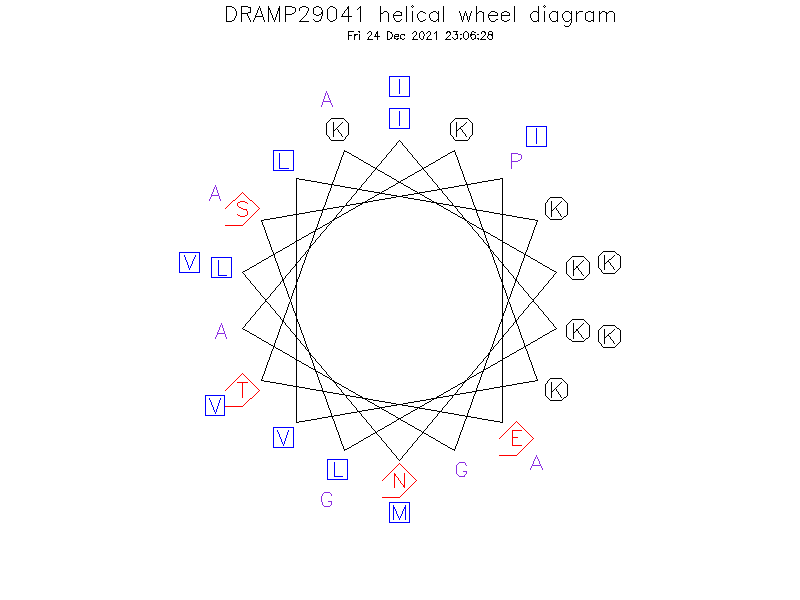 DRAMP29041 helical wheel diagram
Fri 24 Dec 2021 23:06:28
I
A
I
K
K
I
L
P
A
S
K
V
L
K
K
A
K
K
T
V
K
V
E
L
G
A
N
G
M